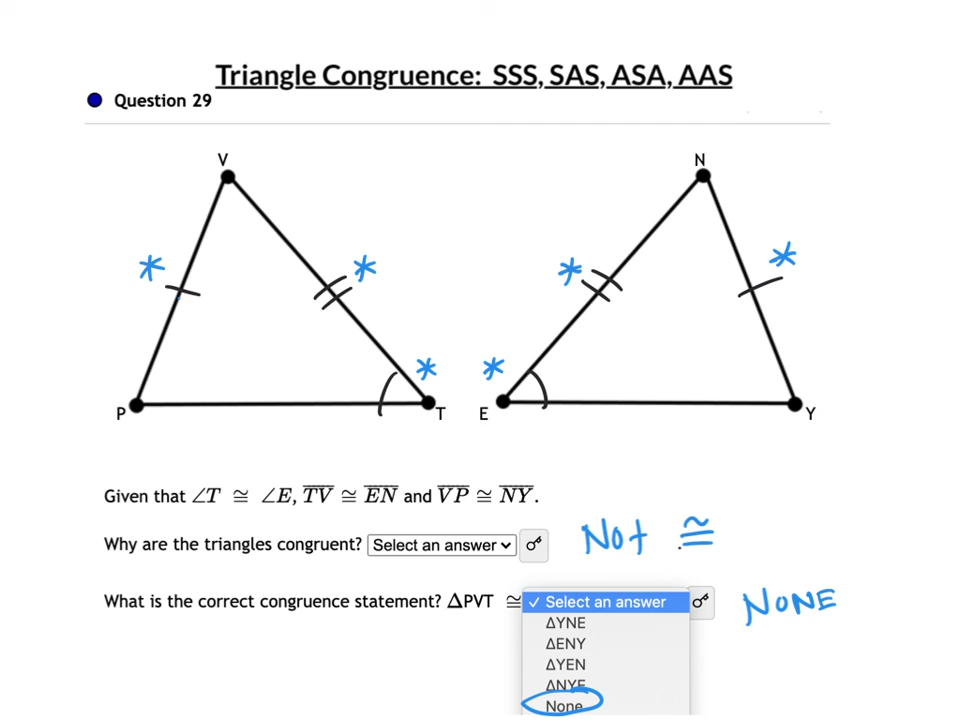 Triangle Congruence: SSS, SAS, ASA, AAS
Question 29
V
N
P
T
E
Y
Given that ∠T ≅ ∠E, TV ≅ EN and VP ≅ NY.
Why are the triangles congruent? Select an answer
Not ≅
What is the correct congruence statement? ΔPVT ≅ ✓ Select an answer
NONE
ΔYNE
ΔENY
ΔYEN
ΔNYE
None